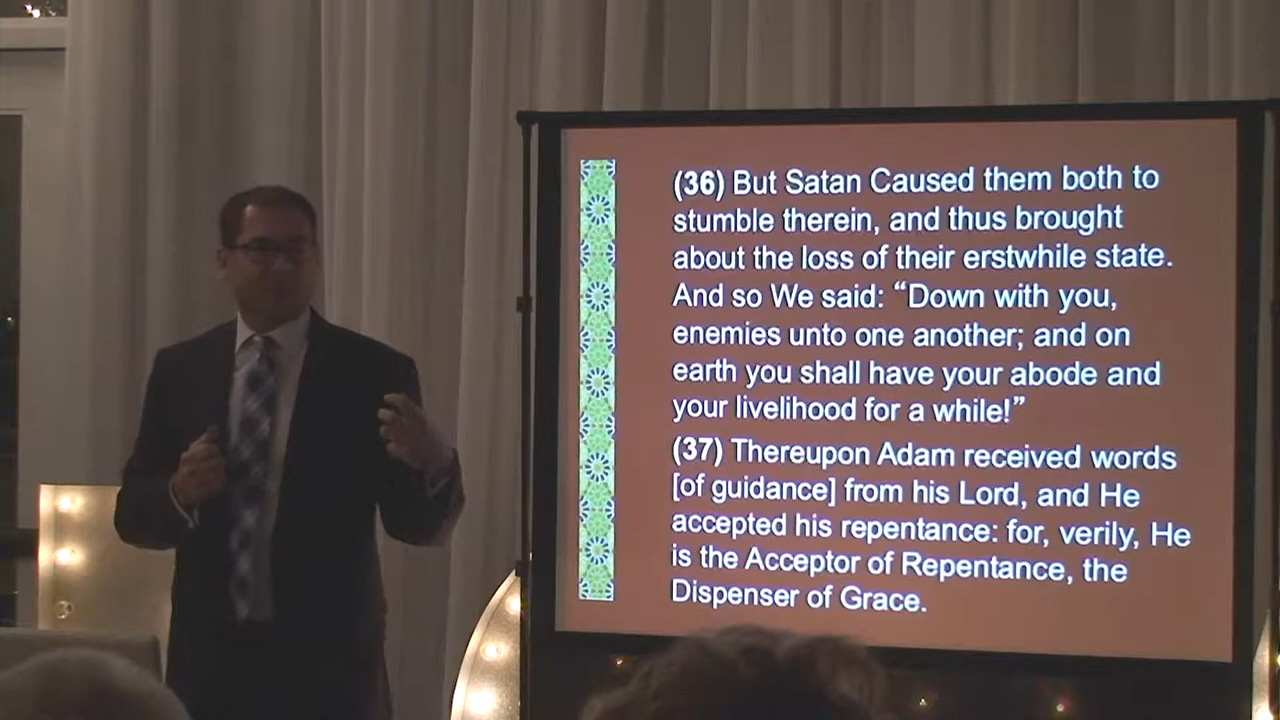 (36) But Satan Caused them both to
stumble therein, and thus brought
about the loss of their erstwhile state.
And so We said: “Down with you,
enemies unto one another; and on
earth you shall have your abode and
your livelihood for a while!”
(37) Thereupon Adam received words
[of guidance] from his Lord, and He
accepted his repentance: for, verily, He
is the Acceptor of Repentance, the
Dispenser of Grace.